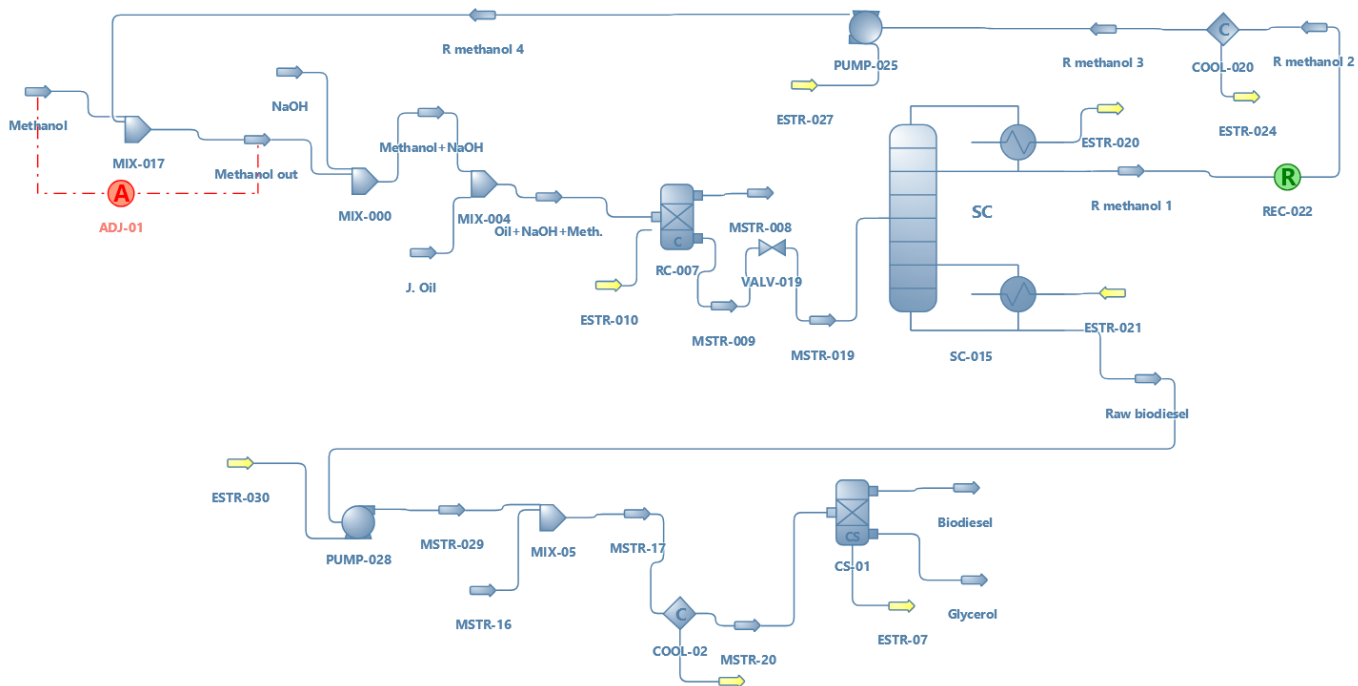 R methanol 4
PUMP-025
R methanol 3
COOL-020
R methanol 2
NaOH
ESTR-027
ESTR-024
Methanol
MIX-017
Methanol+NaOH
ESTR-020
Methanol out
A
MIX-000
MIX-004
R methanol 1
R
ADJ-01
Oil+NaOH+Meth.
MSTR-008
SC
REC-022
C
C
J. Oil
RC-007
VALV-019
ESTR-010
MSTR-009
MSTR-019
SC-015
ESTR-021
Raw biodiesel
ESTR-030
PUMP-028
MSTR-029
MIX-05
MSTR-17
CS
CS-01
Biodiesel
MSTR-16
C
COOL-02
MSTR-20
ESTR-07
Glycerol